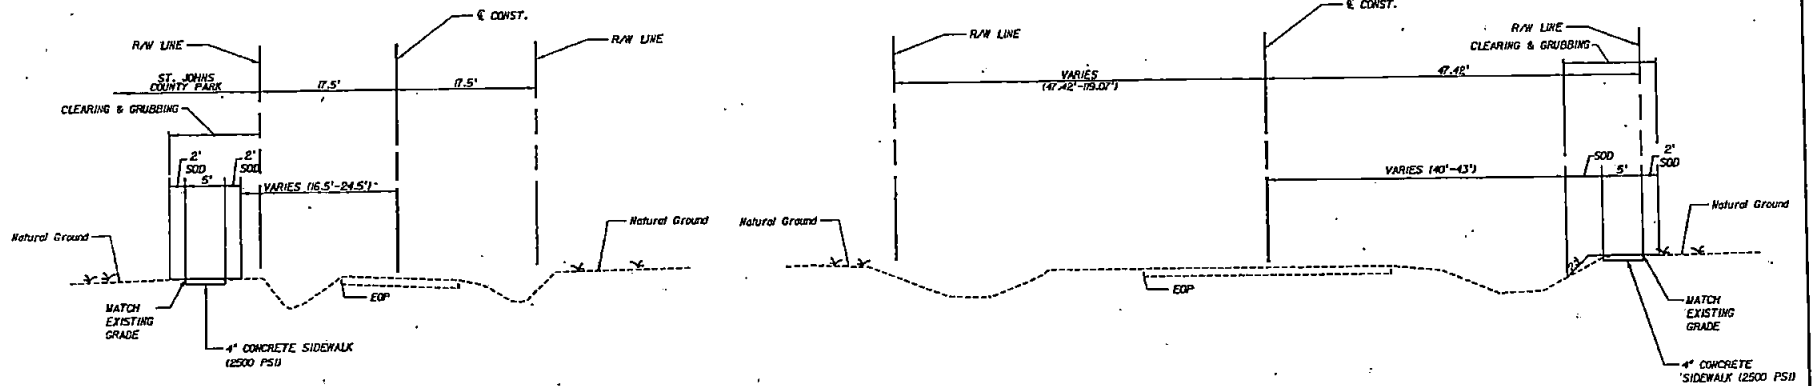 ℄ CONST.
R/W LINE
R/W LINE
ST. JOHNS
COUNTY PARK
17.5'
17.5'
CLEARING & GRUBBING
2'
SOD
5'
2'
SOD
VARIES (16.5'-24.5')
Natural Ground
Natural Ground
EOP
MATCH
EXISTING
GRADE
4" CONCRETE SIDEWALK
(2500 PSI)
℄ CONST.
R/W LINE
R/W LINE
CLEARING & GRUBBING
VARIES
(47.42'-119.07')
47.42'
SOD
5'
2'
SOD
VARIES (40'-43')
Natural Ground
Natural Ground
EOP
MATCH
EXISTING
GRADE
4" CONCRETE
SIDEWALK (2500 PSI)